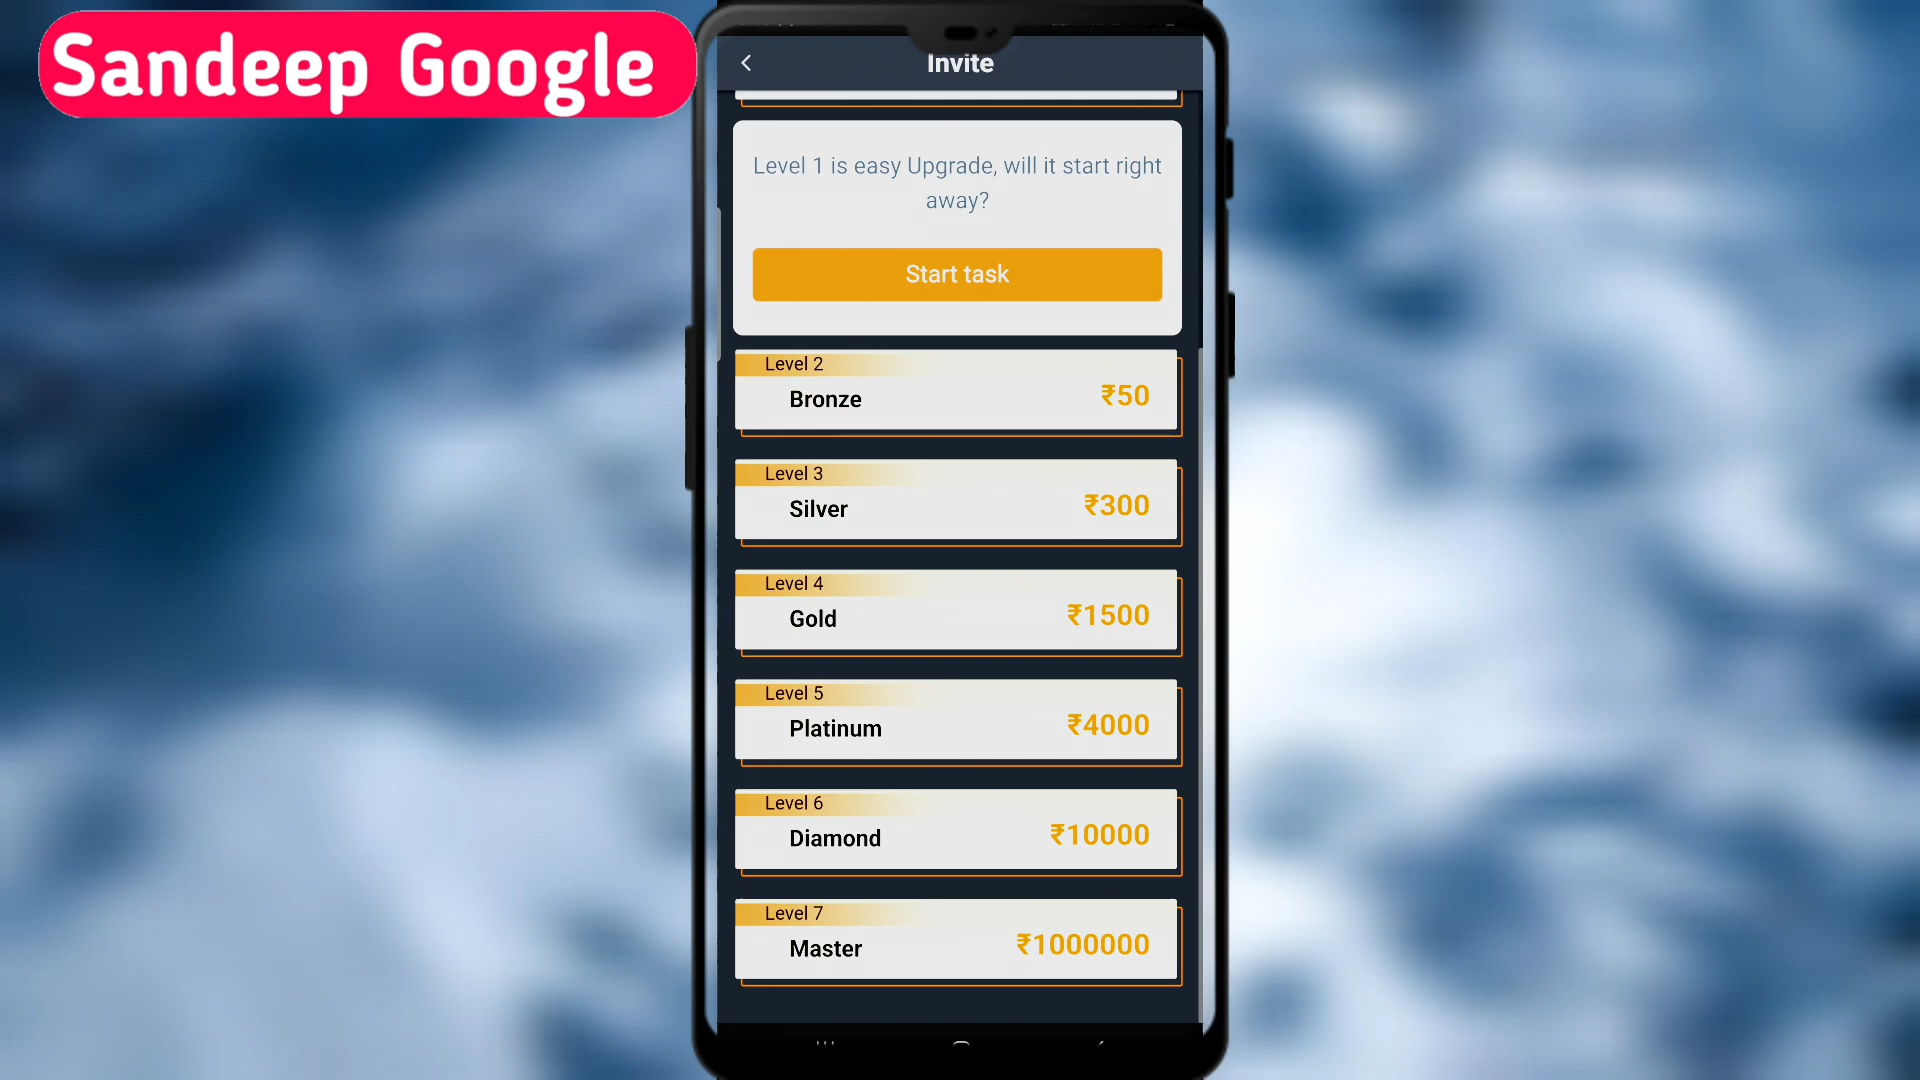 Sandeep Google
Invite
Level 1 is easy Upgrade, will it start right
away?
Start task
Level 2
Bronze
₹50
Level 3
Silver
₹300
Level 4
Gold
₹1500
Level 5
Platinum
₹4000
Level 6
Diamond
₹10000
Level 7
Master
₹1000000